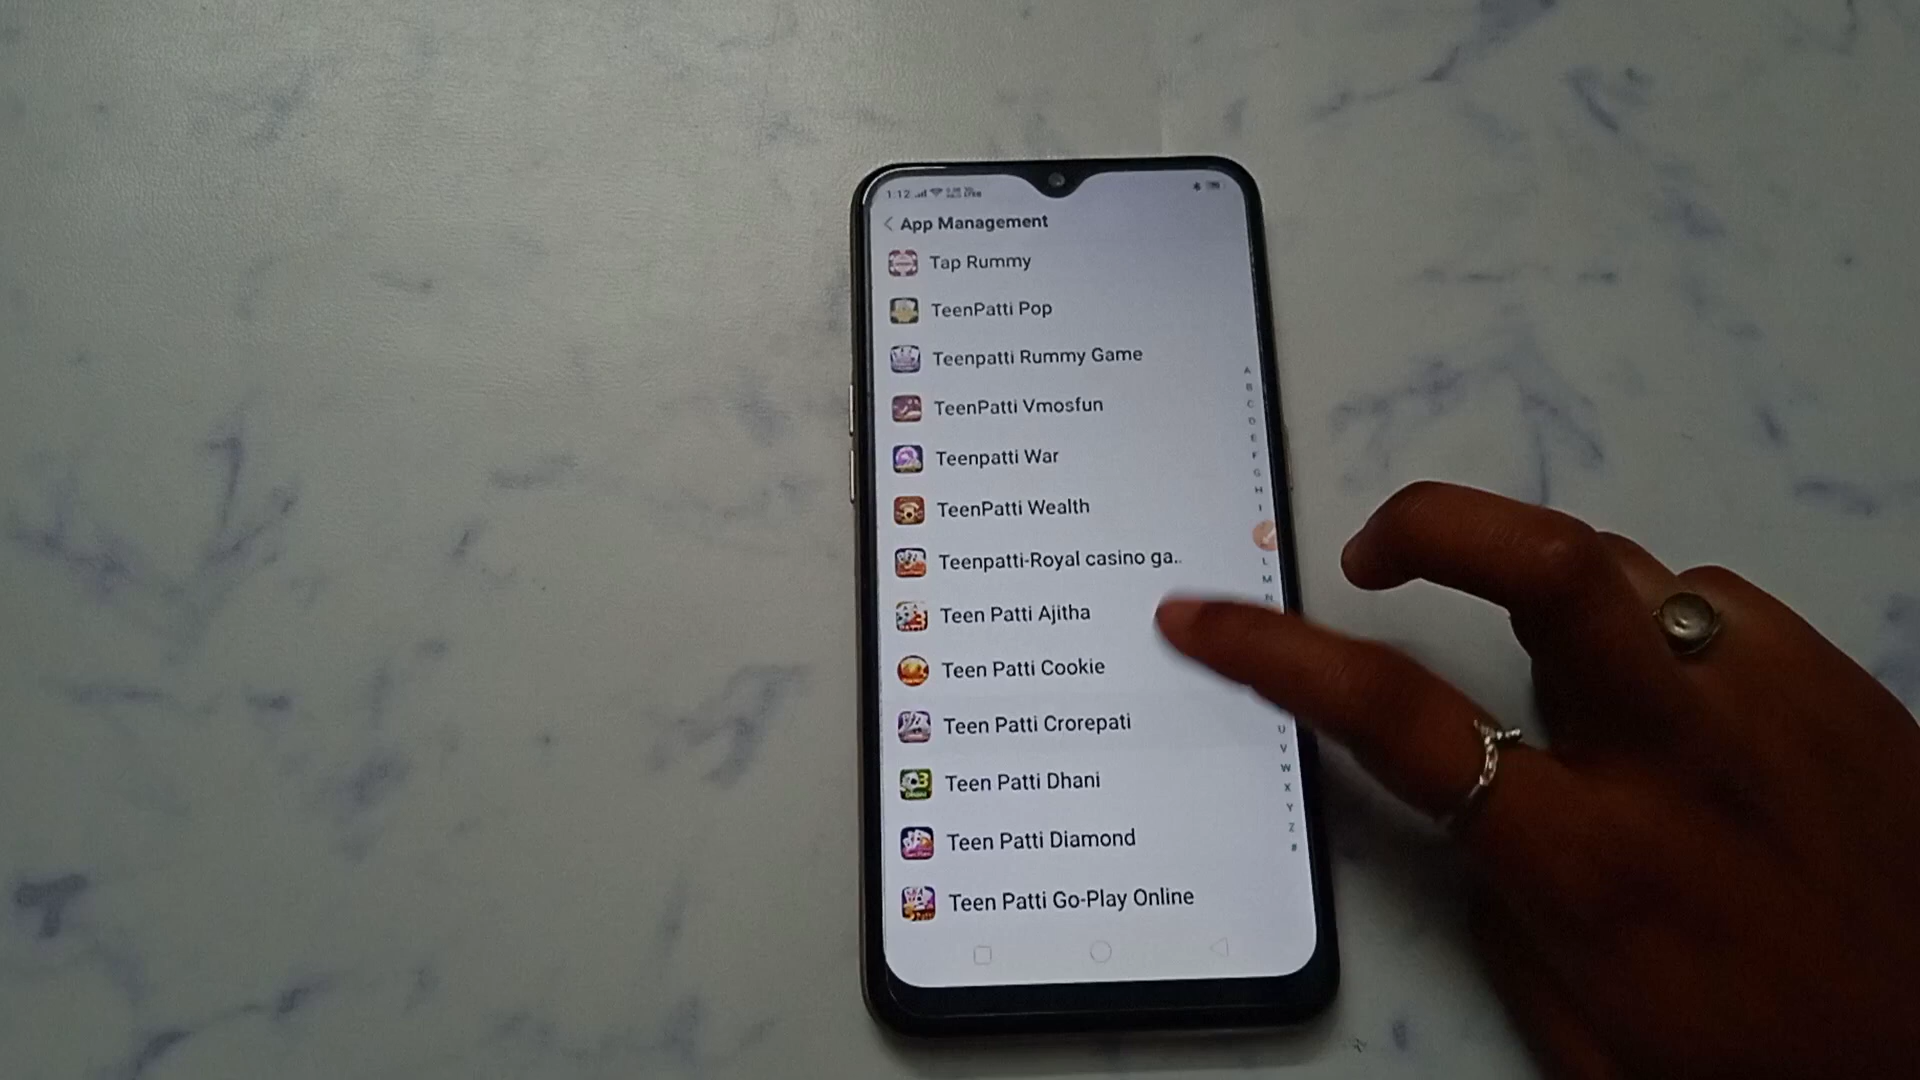 1:12
App Management
Tap Rummy
TeenPatti Pop
Teenpatti Rummy Game
TeenPatti Vmosfun
Teenpatti War
TeenPatti Wealth
Teenpatti-Royal casino ga..
Teen Patti Ajitha
Teen Patti Cookie
Teen Patti Crorepati
Teen Patti Dhani
Teen Patti Diamond
Teen Patti Go-Play Online
A
B
C
D
E
F
G
H
I
L
M
N
U
V
W
X
Y
Z
#